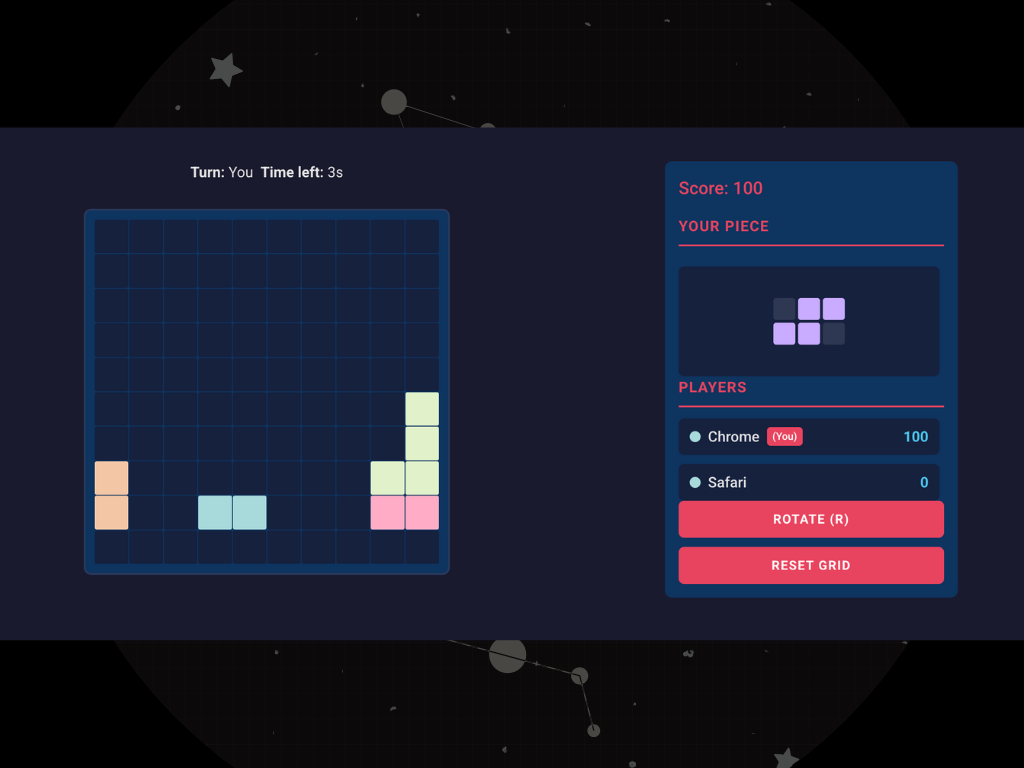 Turn: You Time left: 3s
Score: 100
YOUR PIECE
PLAYERS
Chrome (You) 100
Safari 0
ROTATE (R)
RESET GRID